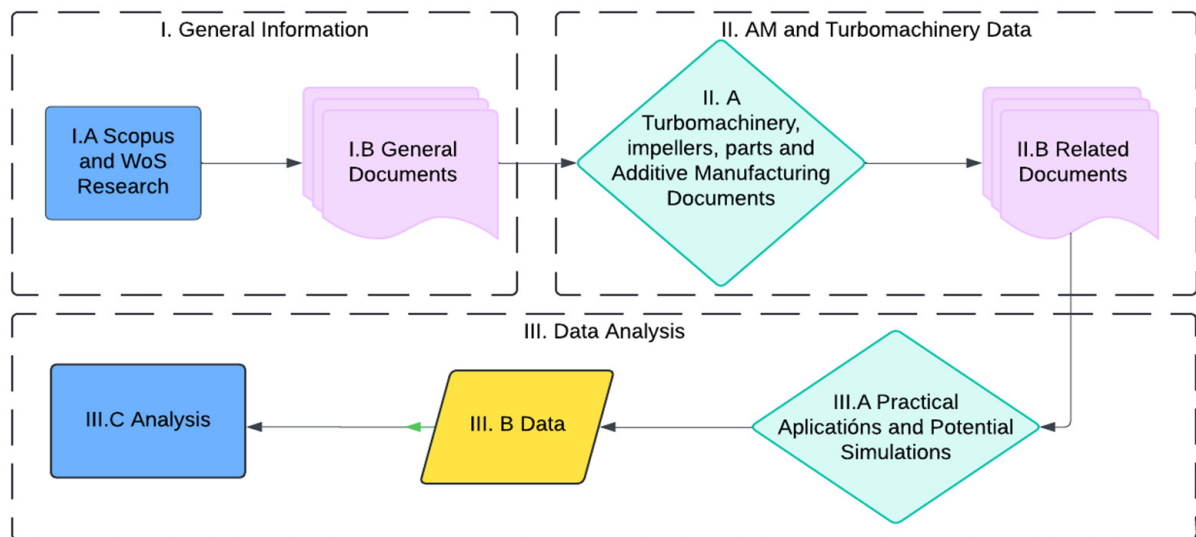 I. General Information
I.A Scopus
and WoS
Research
I.B General
Documents
II. AM and Turbomachinery Data
II. A
Turbomachinery,
impellers, parts and
Additive Manufacturing
Documents
II.B Related
Documents
III. Data Analysis
III.A Practical
Aplicatións and Potential
Simulations
III. B Data
III.C Analysis